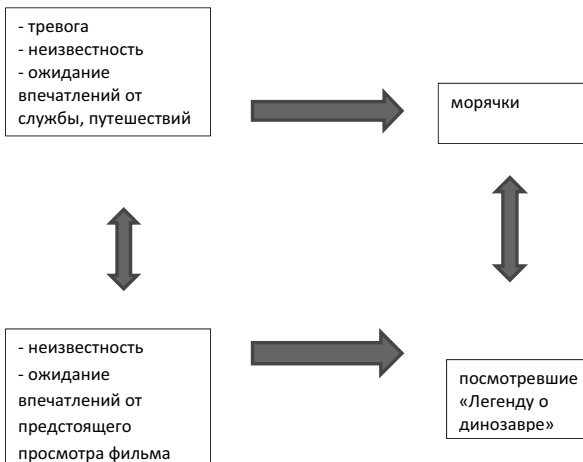 - тревога
- неизвестность
- ожидание
впечатлений от
службы, путешествий
морячки
- неизвестность
- ожидание
впечатлений от
предстоящего
просмотра фильма
посмотревшие
«Легенду о
динозавре»